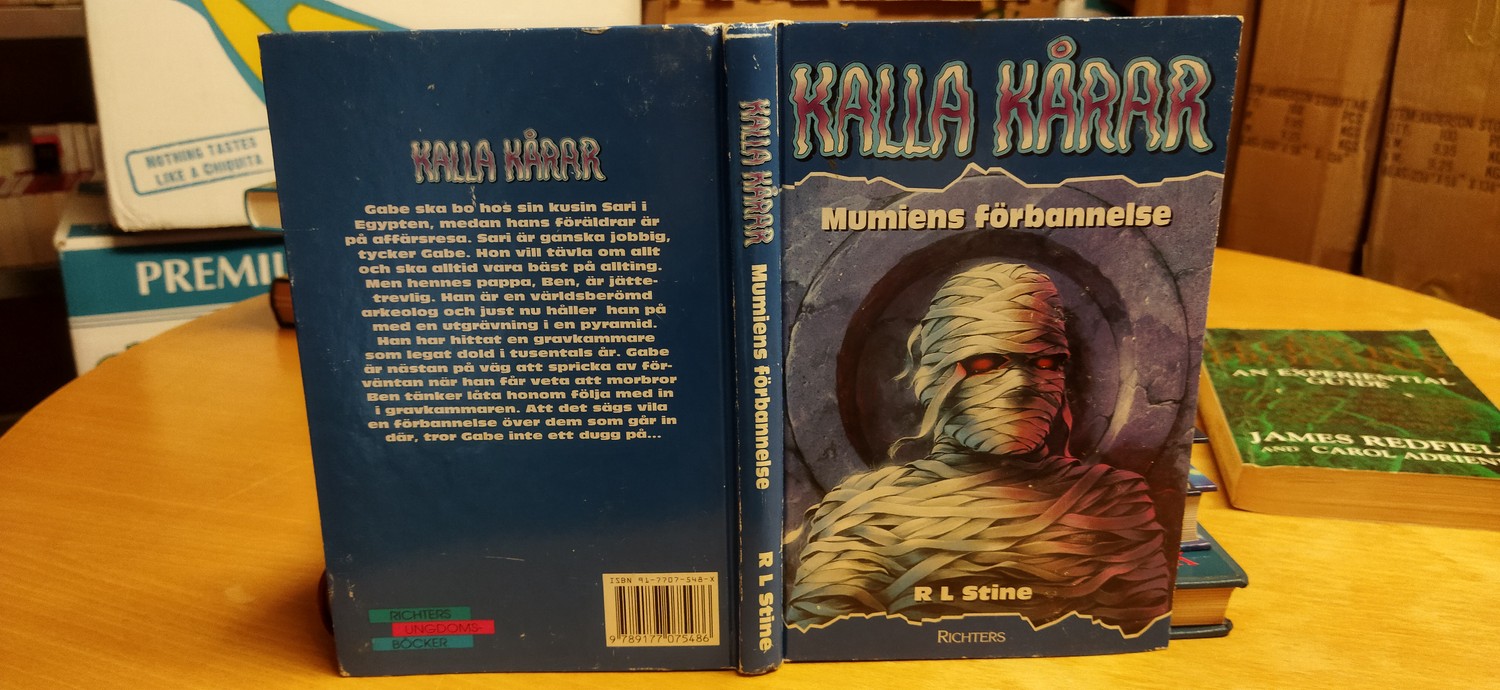 NOTHING TASTES
LIKE A CHIQUITA
KALLA KÅRAR
Gabe ska bo hos sin kusin Sari i
Egypten, medan hans föräldrar är
på affärsresa. Sari är ganska jobbig,
tycker Gabe. Hon vill tävla om allt
och ska alltid vara bäst på allting.
Men hennes pappa, Ben, är jätte-
trevlig. Han är en världsberömd
arkeolog och just nu håller han på
med en utgrävning i en pyramid.
Han har hittat en gravkammare
som legat dold i tusentals år. Gabe
är nästan på väg att spricka av för-
väntan när han får veta att morbror
Ben tänker låta honom följa med in
i gravkammaren. Att det sägs vila
en förbannelse över dem som går in
där, tror Gabe inte ett dugg på...
ISBN 91-7707-548-X
9 789177 075486
RICHTERS
UNGDOMS-
BÖCKER
KALLA KÅRAR
Mumiens förbannelse
R L Stine
KALLA KÅRAR
Mumiens förbannelse
R L Stine
RICHTERS
PREMIU
AN EXPERIENTIAL
GUIDE
JAMES REDFIEL
AND CAROL ADRIEN